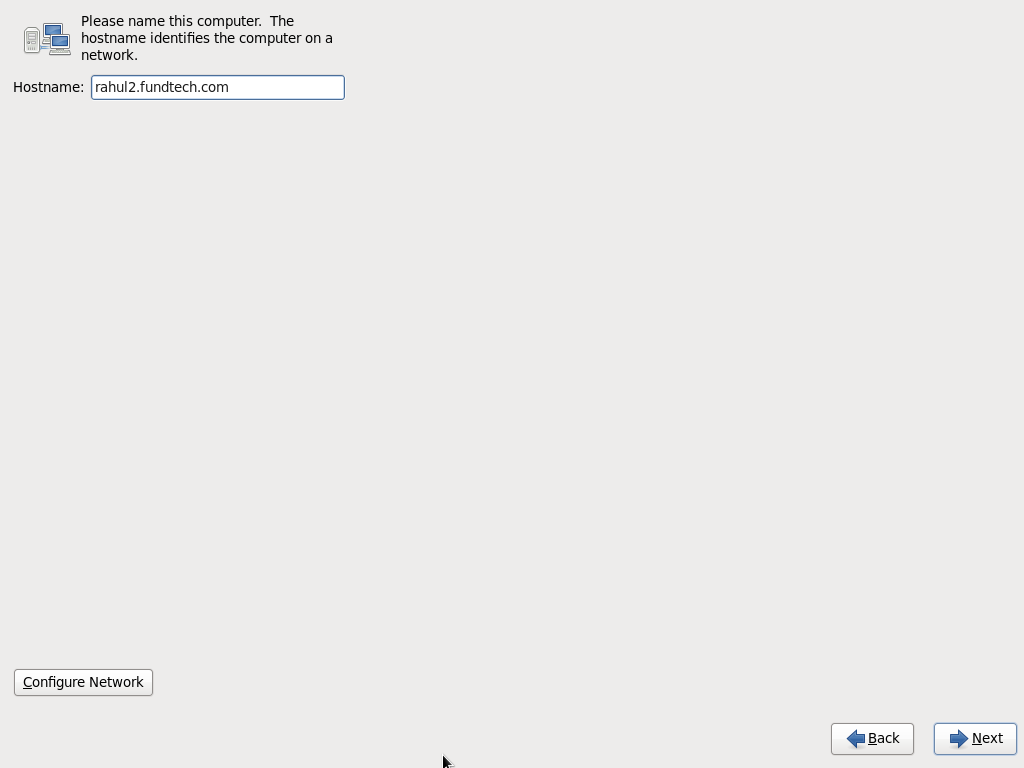 Please name this computer.  The
hostname identifies the computer on a
network.
Hostname: rahul2.fundtech.com
Configure Network
Back Next